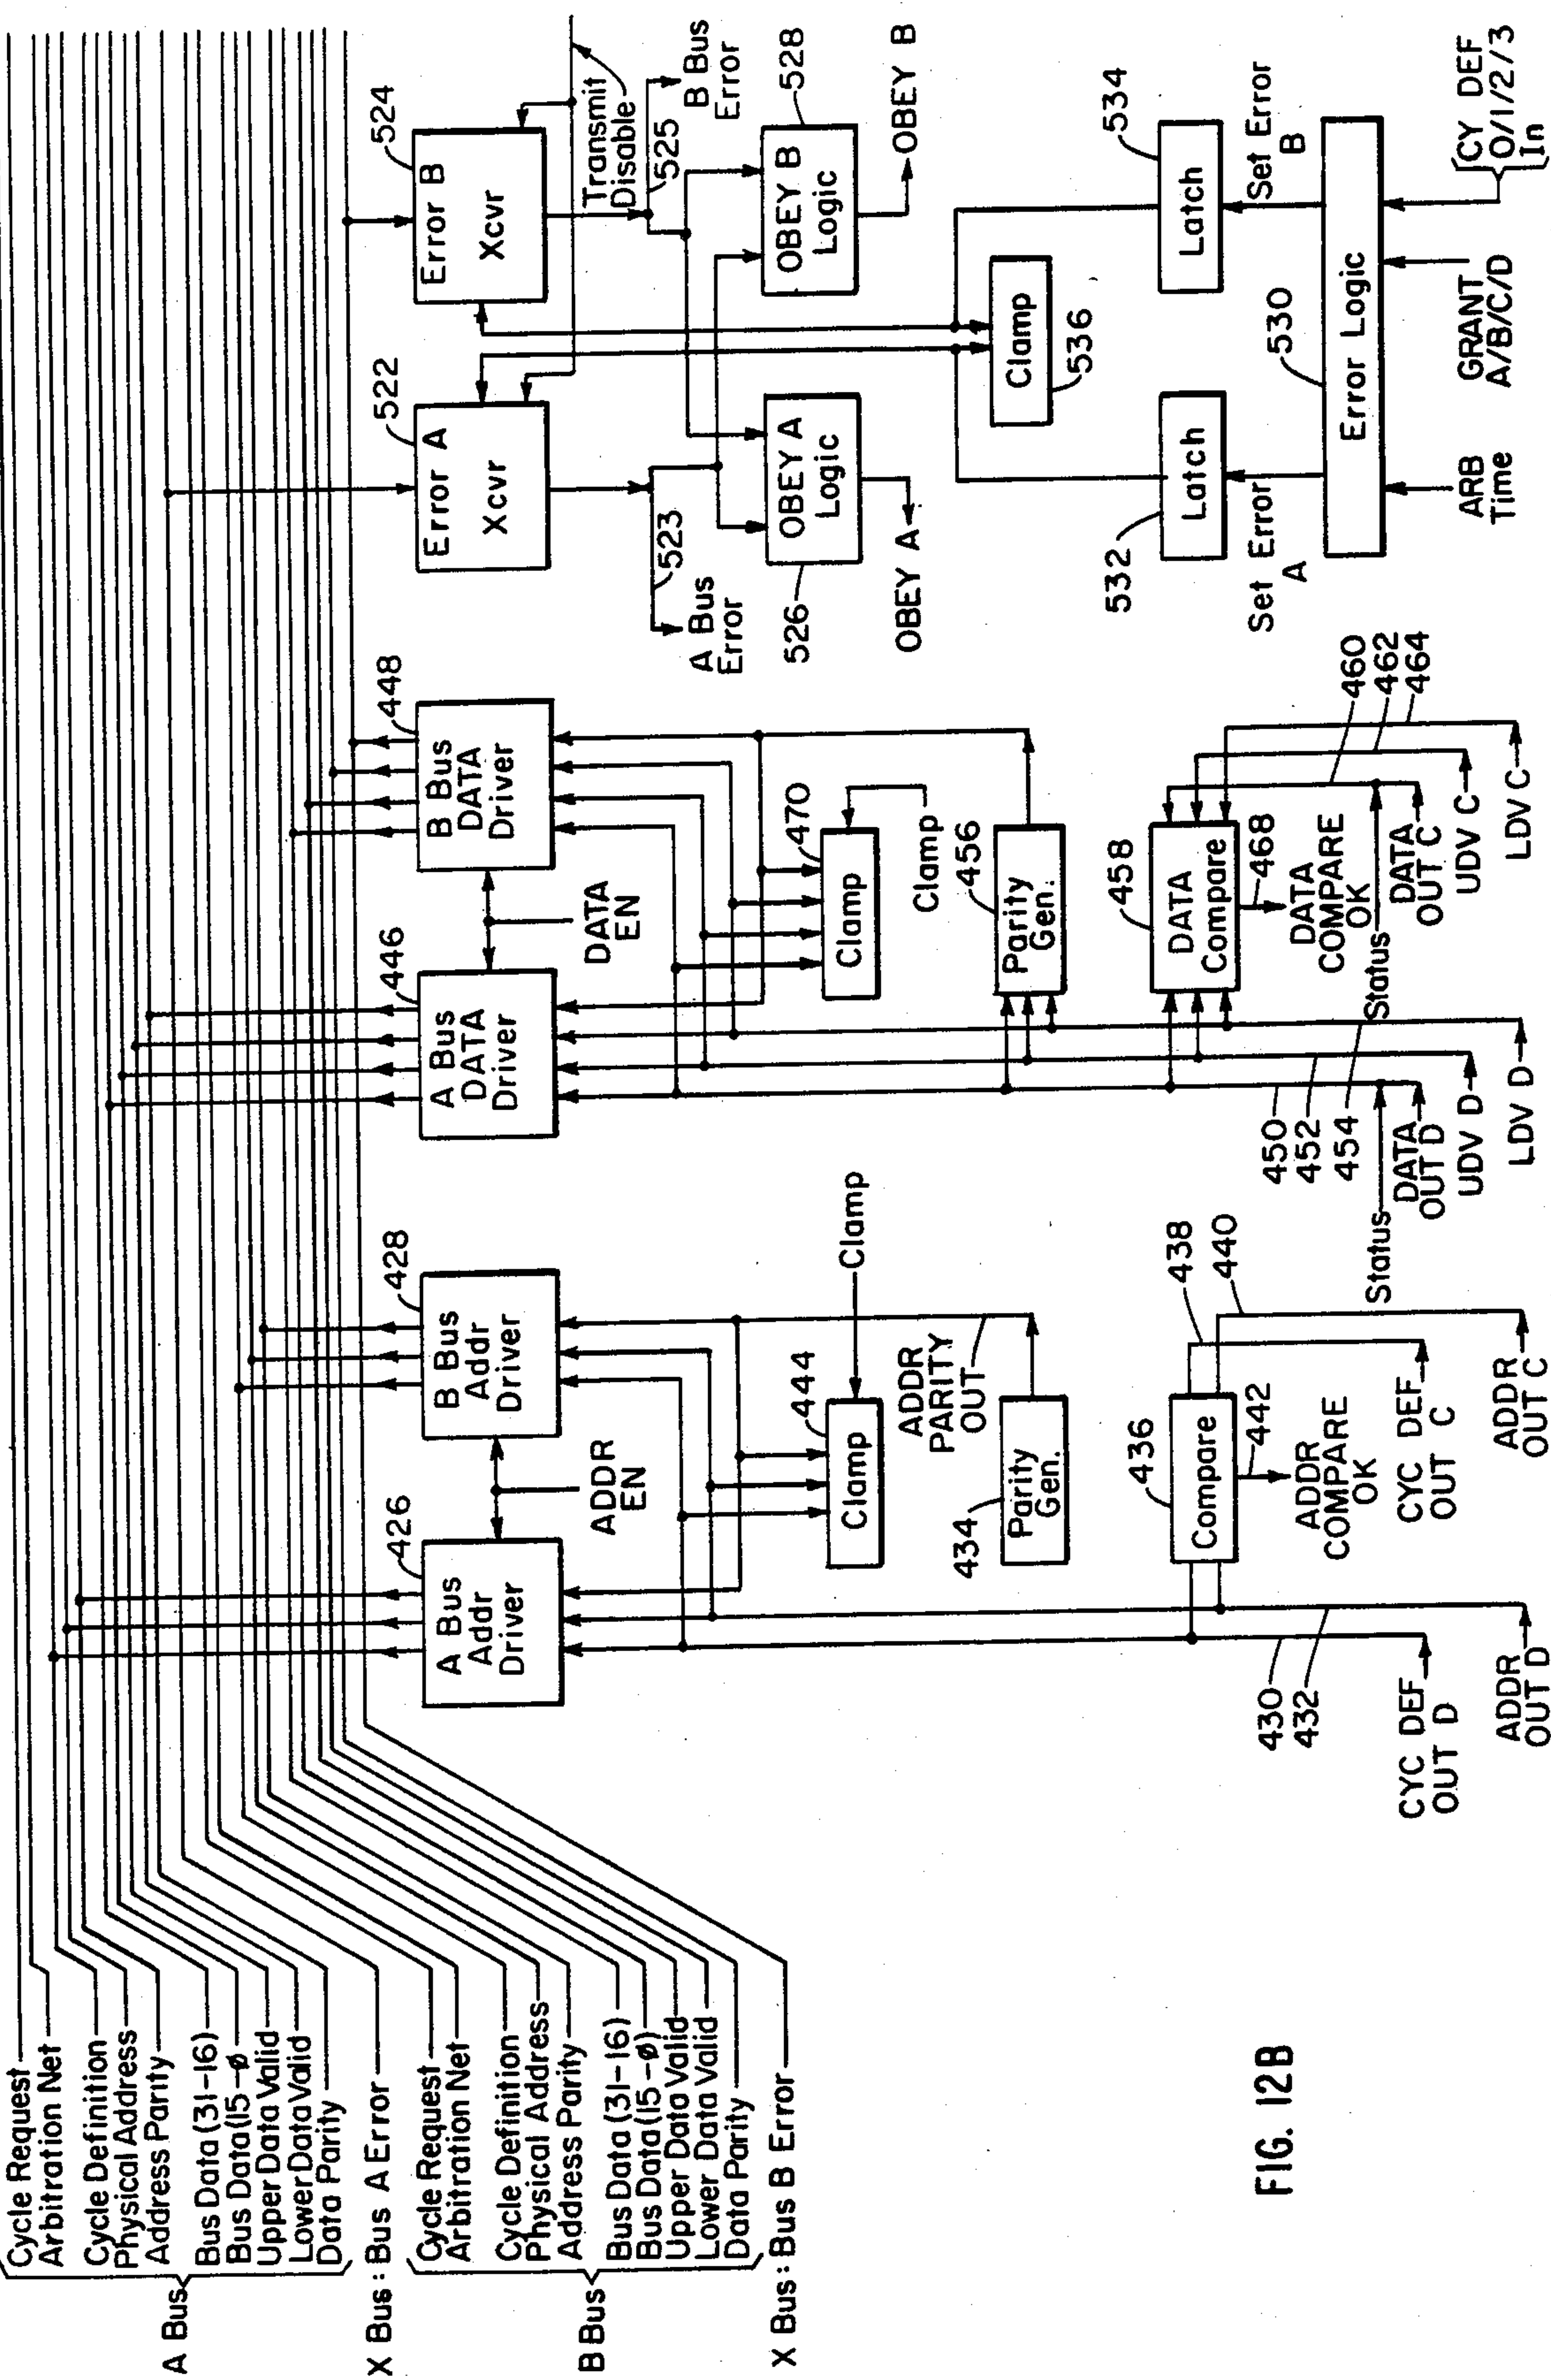 Cycle Request
Arbitration Net
Cycle Definition
Physical Address
Address Parity
Bus Data (31-16)
Bus Data (15-Ø
Upper Data Valid
Lower Data Valid
Data Parity
A Bus
X Bus: Bus A Error
Cycle Request
Arbitration Net
Cycle Definition
Physical Address
Address Parity
Bus Data (31-16)
Bus Data (15-Ø)
Upper Data Valid
Lower Data Valid
Data Parity
B Bus
X Bus: Bus B Error
426
A Bus
Addr
Driver
ADDR
EN
428
B Bus
Addr
Driver
446
A Bus
DATA
Driver
DATA
EN
448
B Bus
DATA
Driver
522
Error A
Xcvr
524
Error B
Xcvr
Transmit
Disable
523
A Bus
Error
525
B Bus
Error
526
OBEY A
Logic
OBEY A
528
OBEY B
Logic
OBEY B
444
Clamp
Clamp
470
Clamp
Clamp
Clamp
536
ADDR
PARITY
OUT
434
Parity
Gen.
456
Parity
Gen.
436
Compare
438
440
442
ADDR
COMPARE
OK
430
432
CYC DEF
OUT D
ADDR
OUT D
CYC DEF
OUT C
ADDR
OUT C
458
DATA
Compare
468
DATA
COMPARE
OK
450
452
454
460
462
464
Status
DATA
OUT D
UDV D
LDV D
Status
DATA
OUT C
UDV C
LDV C
532
Latch
Set Error
A
534
Latch
Set Error
B
530
Error Logic
ARB
Time
GRANT
A/B/C/D
CY DEF
0/1/2/3
In
FIG. 12B